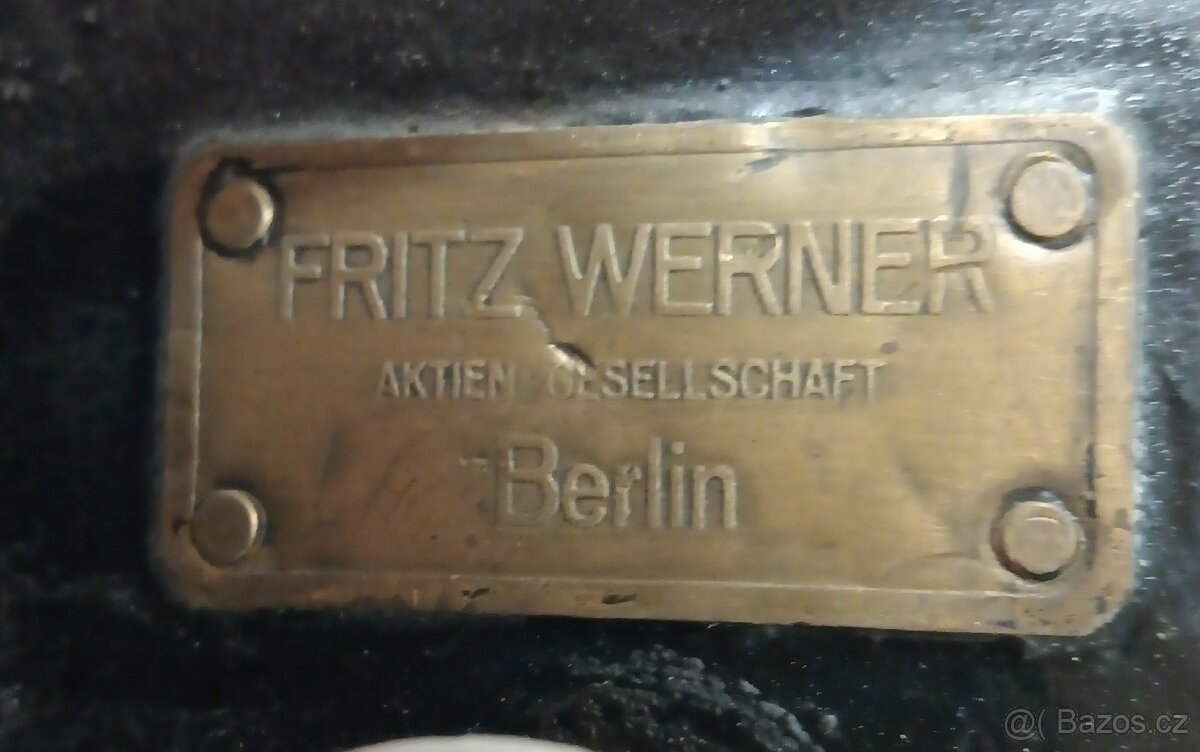 FRITZ WERNER
AKTIEN GESELLSCHAFT
Berlin
@( Bazos.cz